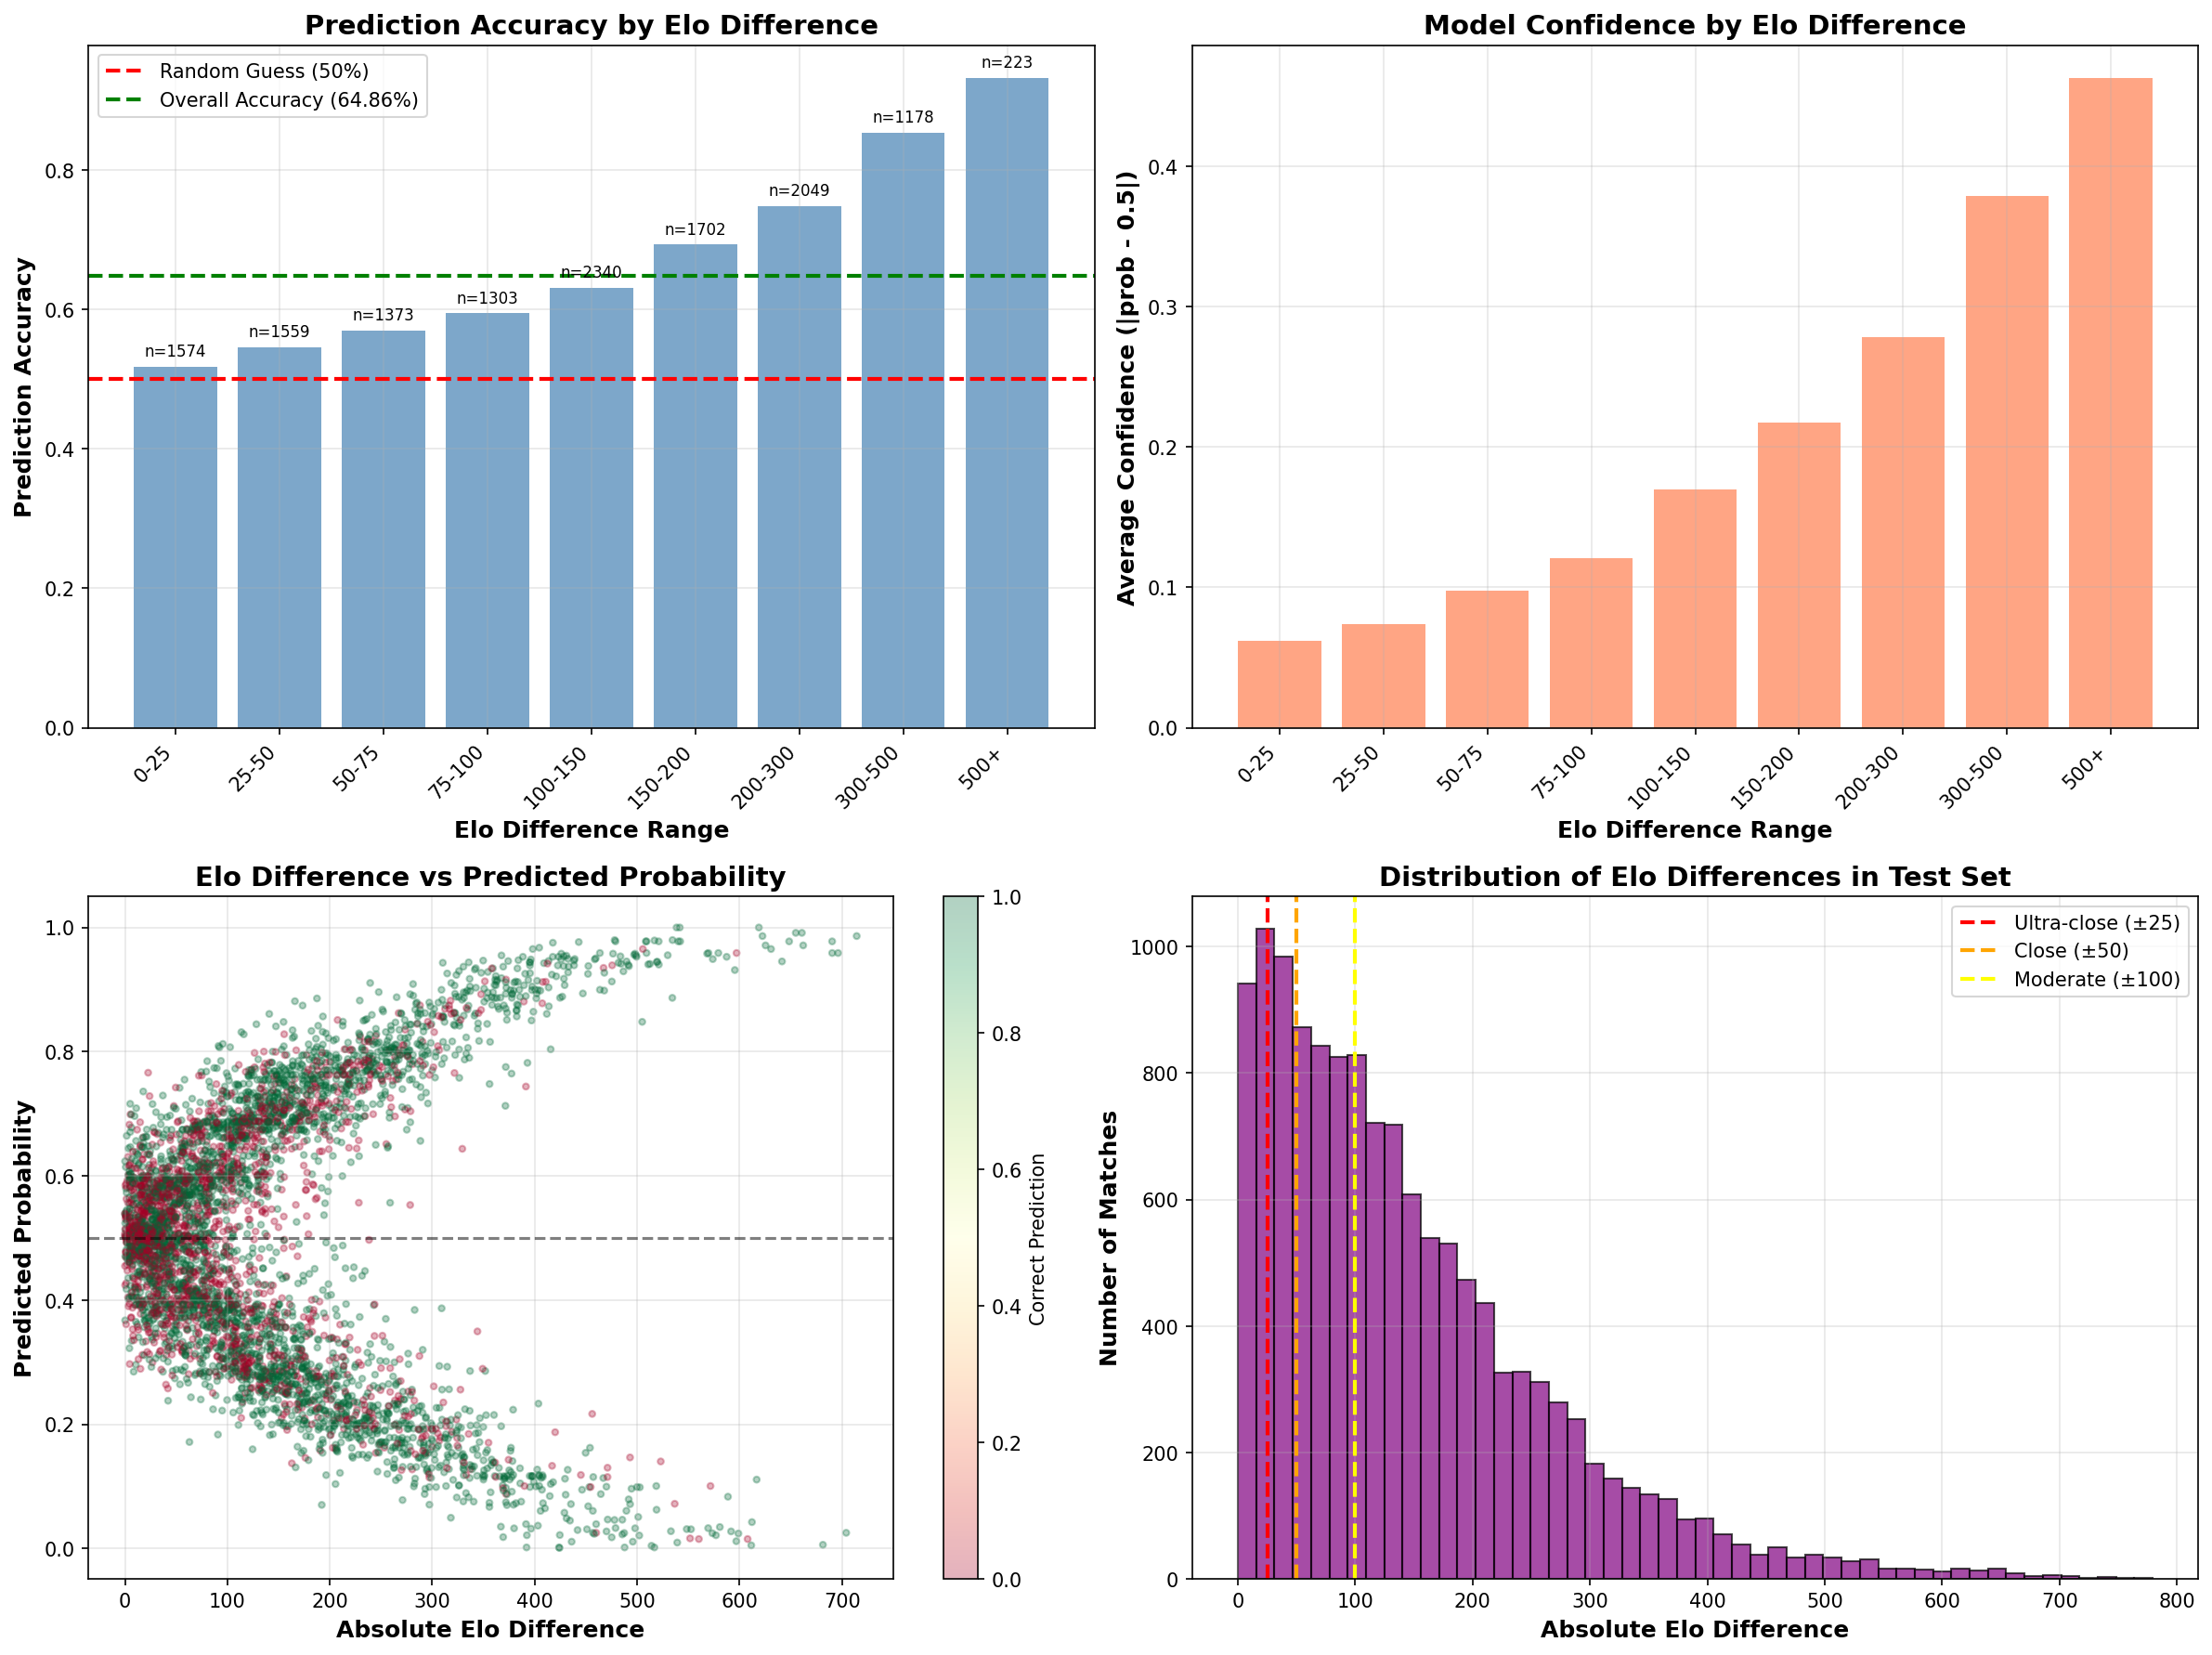 Prediction Accuracy by Elo Difference
Random Guess (50%)
Overall Accuracy (64.86%)
n=1574
n=1559
n=1373
n=1303
n=2340
n=1702
n=2049
n=1178
n=223
Prediction Accuracy
0.8
0.6
0.4
0.2
0.0
0-25
25-50
50-75
75-100
100-150
150-200
200-300
300-500
500+
Elo Difference Range
Model Confidence by Elo Difference
Average Confidence (|prob - 0.5|)
0.4
0.3
0.2
0.1
0.0
0-25
25-50
50-75
75-100
100-150
150-200
200-300
300-500
500+
Elo Difference Range
Elo Difference vs Predicted Probability
Predicted Probability
1.0
0.8
0.6
0.4
0.2
0.0
0
100
200
300
400
500
600
700
Absolute Elo Difference
1.0
0.8
0.6
0.4
0.2
0.0
Correct Prediction
Distribution of Elo Differences in Test Set
Ultra-close (±25)
Close (±50)
Moderate (±100)
Number of Matches
1000
800
600
400
200
0
0
100
200
300
400
500
600
700
800
Absolute Elo Difference